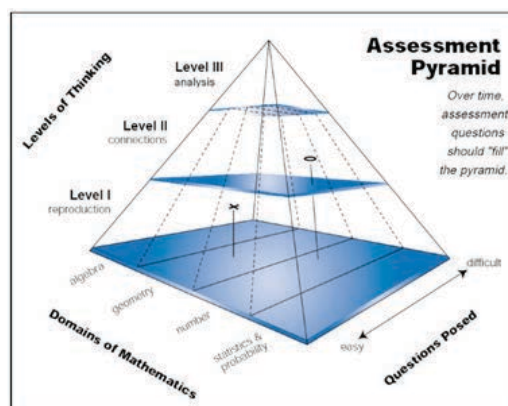 Assessment
Pyramid
Over time,
assessment
questions
should "fill"
the pyramid.
Levels of Thinking
Level III
analysis
Level II
connections
Level I
reproduction
O
X
algebra
geometry
number
statistics &
probability
Domains of Mathematics
easy
difficult
Questions Posed